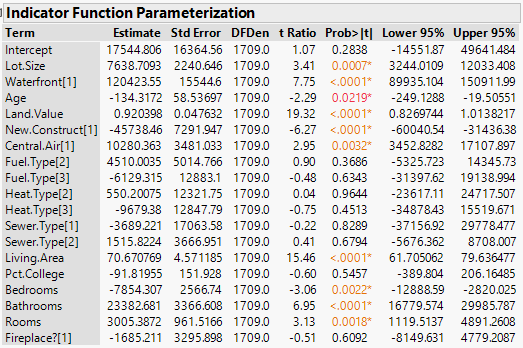 Indicator Function Parameterization
Term Estimate Std Error DFDen t Ratio Prob>|t| Lower 95% Upper 95%
Intercept 17544.806 16364.56 1709.0 1.07 0.2838 -14551.87 49641.484
Lot.Size 7638.7093 2240.646 1709.0 3.41 0.0007* 3244.0109 12033.408
Waterfront[1] 120423.55 15544.6 1709.0 7.75 <.0001* 89935.104 150911.99
Age -134.3172 58.53697 1709.0 -2.29 0.0219* -249.1288 -19.50551
Land.Value 0.920398 0.047632 1709.0 19.32 <.0001* 0.8269744 1.0138217
New.Construct[1] -45738.46 7291.947 1709.0 -6.27 <.0001* -60040.54 -31436.38
Central.Air[1] 10280.363 3481.033 1709.0 2.95 0.0032* 3452.8282 17107.897
Fuel.Type[2] 4510.0035 5014.766 1709.0 0.90 0.3686 -5325.723 14345.73
Fuel.Type[3] -6129.315 12883.1 1709.0 -0.48 0.6343 -31397.62 19138.994
Heat.Type[2] 550.20075 12321.75 1709.0 0.04 0.9644 -23617.11 24717.507
Heat.Type[3] -9679.38 12847.79 1709.0 -0.75 0.4513 -34878.43 15519.671
Sewer.Type[1] -3689.221 17063.58 1709.0 -0.22 0.8289 -37156.92 29778.477
Sewer.Type[2] 1515.8224 3666.951 1709.0 0.41 0.6794 -5676.362 8708.007
Living.Area 70.670769 4.571185 1709.0 15.46 <.0001* 61.705062 79.636477
Pct.College -91.81955 151.928 1709.0 -0.60 0.5457 -389.804 206.16485
Bedrooms -7854.307 2566.74 1709.0 -3.06 0.0022* -12888.59 -2820.025
Bathrooms 23382.681 3366.608 1709.0 6.95 <.0001* 16779.574 29985.787
Rooms 3005.3872 961.5166 1709.0 3.13 0.0018* 1119.5137 4891.2608
Fireplace?[1] -1685.211 3295.898 1709.0 -0.51 0.6092 -8149.631 4779.2087